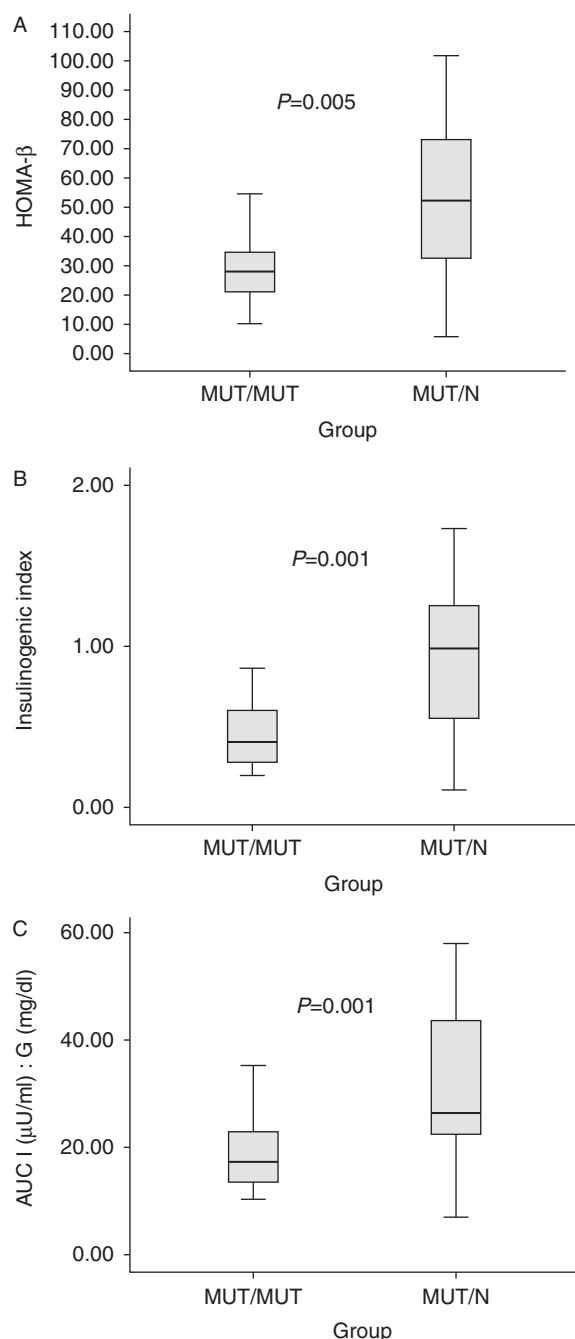 A
110.00
100.00
90.00
80.00
70.00
60.00
50.00
40.00
30.00
20.00
10.00
0.00
HOMA-β
P=0.005
MUT/MUT MUT/N
Group
B
2.00
1.00
0.00
Insulinogenic index
P=0.001
MUT/MUT MUT/N
Group
C
60.00
40.00
20.00
0.00
AUC I (μU/ml) : G (mg/dl)
P=0.001
MUT/MUT MUT/N
Group